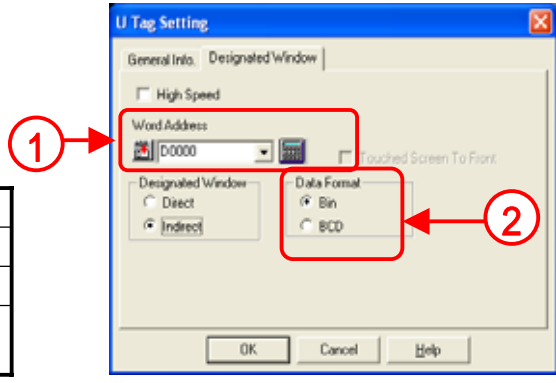 U Tag Setting
General Info. Designated Window
High Speed
Word Address
1
D0000
Touched Screen To Front
Designated Window
Data Format
Direct
Bin
Indirect
BCD
2
OK
Cancel
Help